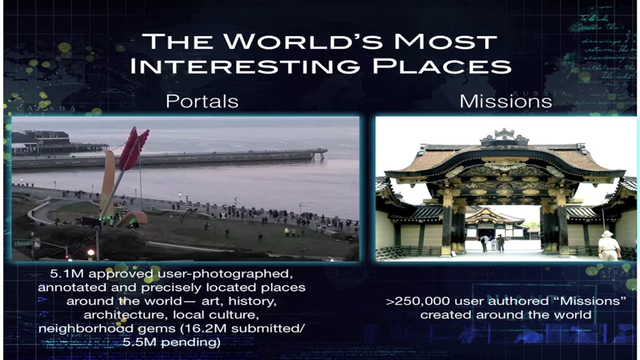 THE WORLD'S MOST
INTERESTING PLACES
Portals
5.1M approved user-photographed,
annotated and precisely located places
around the world— art, history,
architecture, local culture,
neighborhood gems (16.2M submitted/
5.5M pending)
Missions
>250,000 user authored “Missions”
created around the world